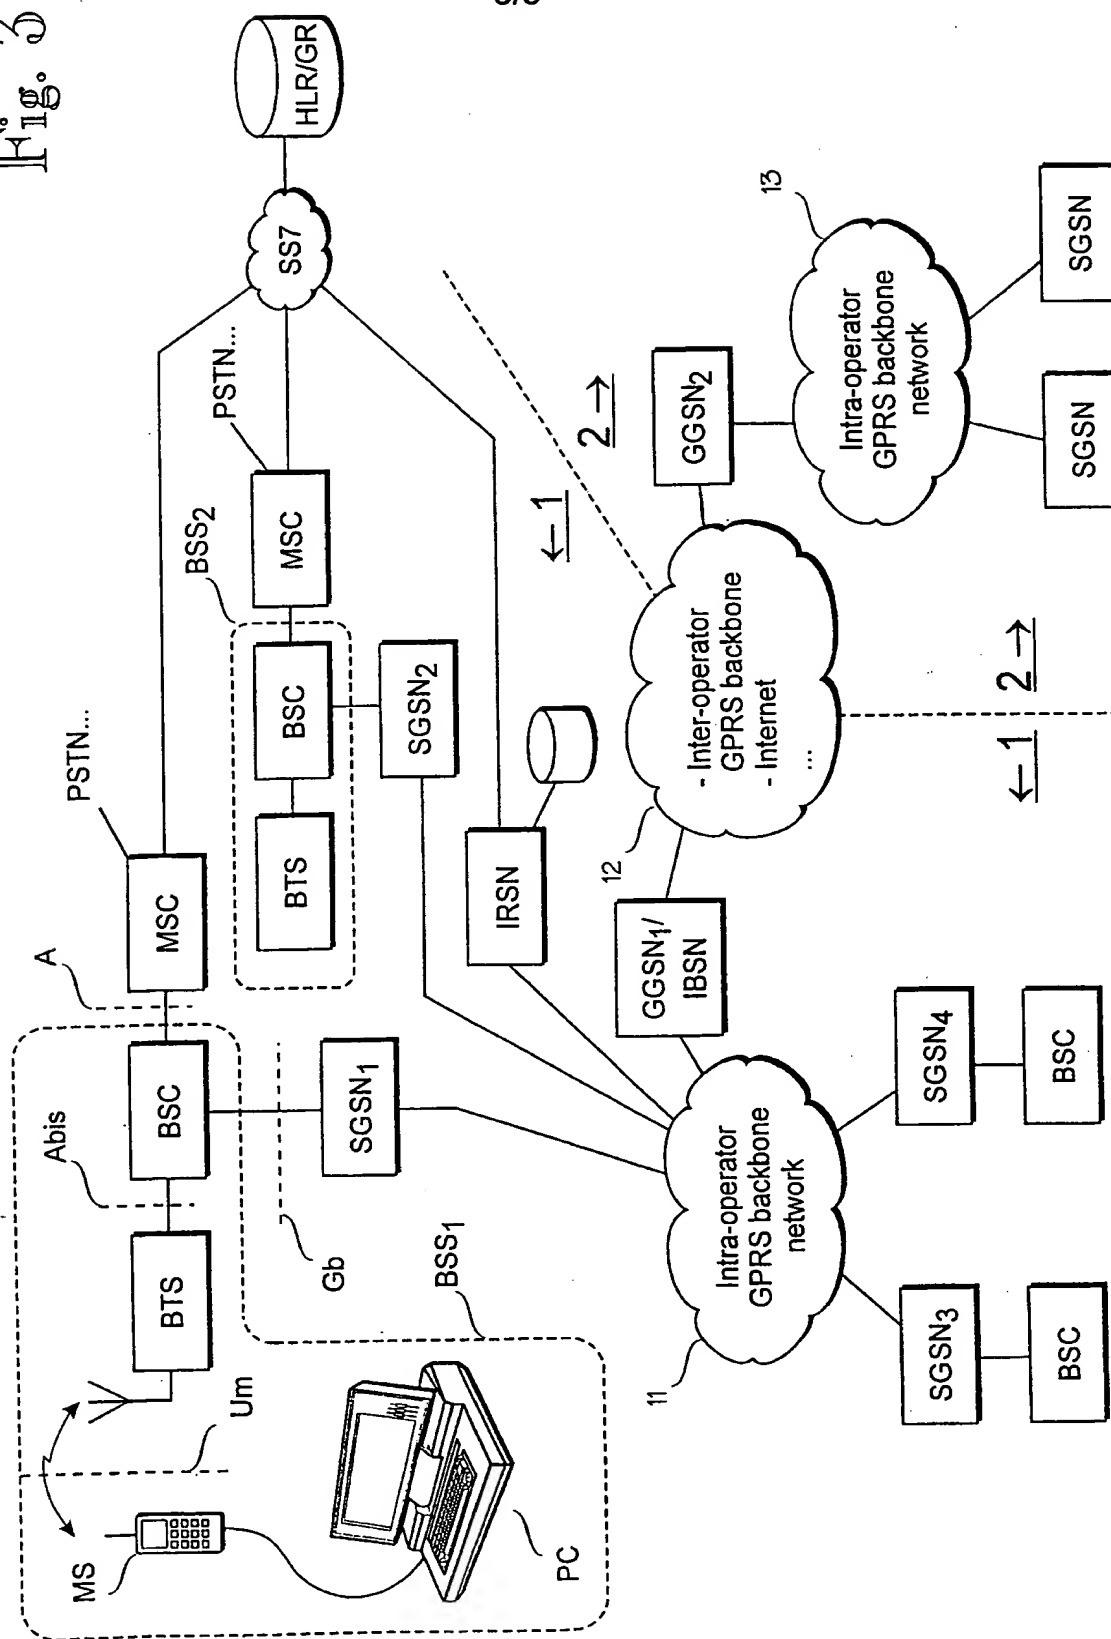 Fig. 3
MS
Um
PC
BTS
Abis
BSC
A
MSC
PSTN...
Gb
BSS1
SGSN1
BTS
BSC
BSS2
MSC
PSTN...
SGSN2
SS7
HLR/GR
IRSN
← 1
2 →
11
Intra-operator
GPRS backbone
network
GGSN1/
IBSN
12
- Inter-operator
GPRS backbone
- Internet
...
GGSN2
13
Intra-operator
GPRS backbone
network
SGSN3
BSC
SGSN4
BSC
← 1
2 →
SGSN
SGSN